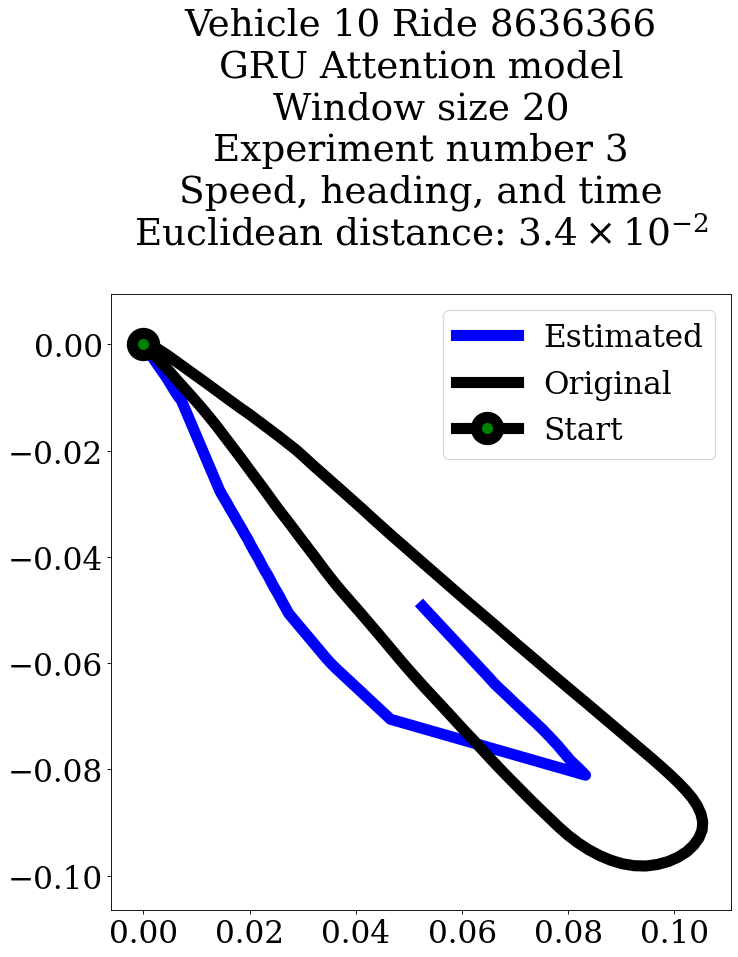 Vehicle 10 Ride 8636366
GRU Attention model
Window size 20
Experiment number 3
Speed, heading, and time
Euclidean distance: 3.4 × 10⁻²
Estimated
Original
Start
0.00
−0.02
−0.04
−0.06
−0.08
−0.10
0.00 0.02 0.04 0.06 0.08 0.10